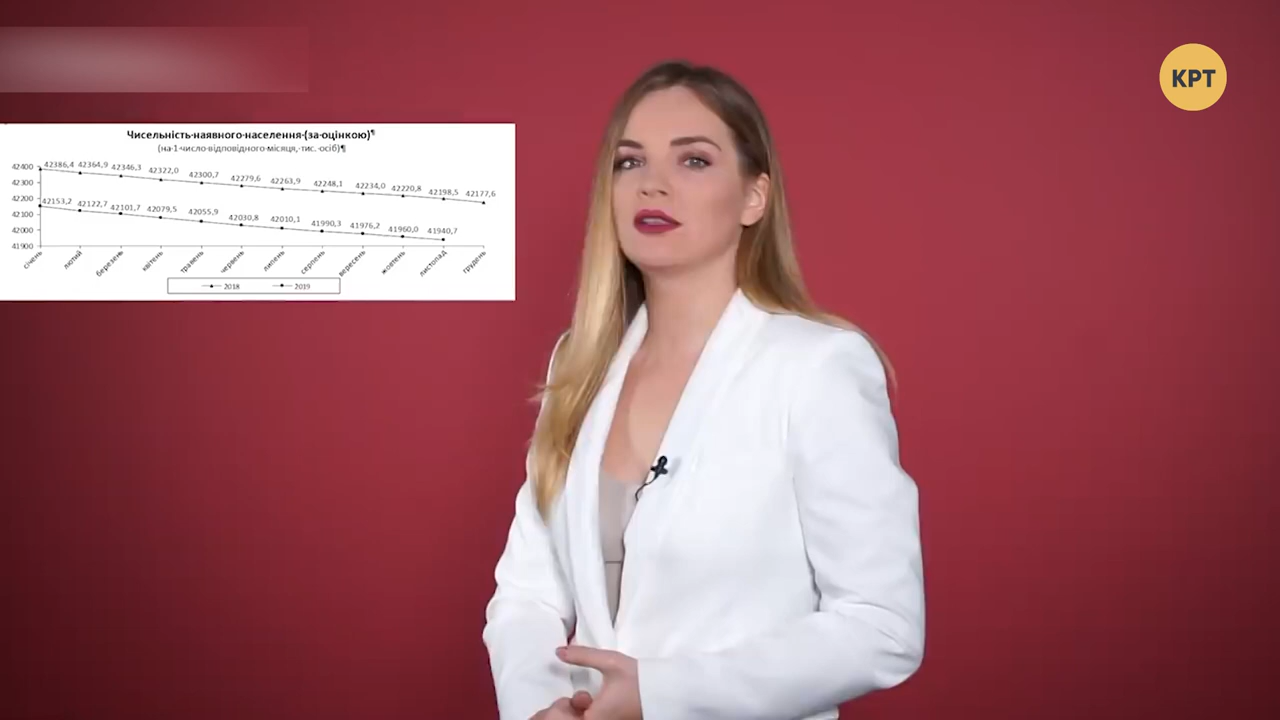 КРТ
Чисельність·наявного·населення·(за·оцінкою)¶
(на·1·число·відповідного·місяця,·тис.·осіб)¶
42400
42300
42200
42100
42000
41900
42386,4 42364,9 42346,3 42322,0 42300,7 42279,6 42263,9 42248,1 42234,0 42220,8 42198,5 42177,6
42153,2 42122,7 42101,7 42079,5 42055,9 42030,8 42010,1 41990,3 41976,2 41960,0 41940,7
січень лютий березень квітень травень червень липень серпень вересень жовтень листопад грудень
2018 2019